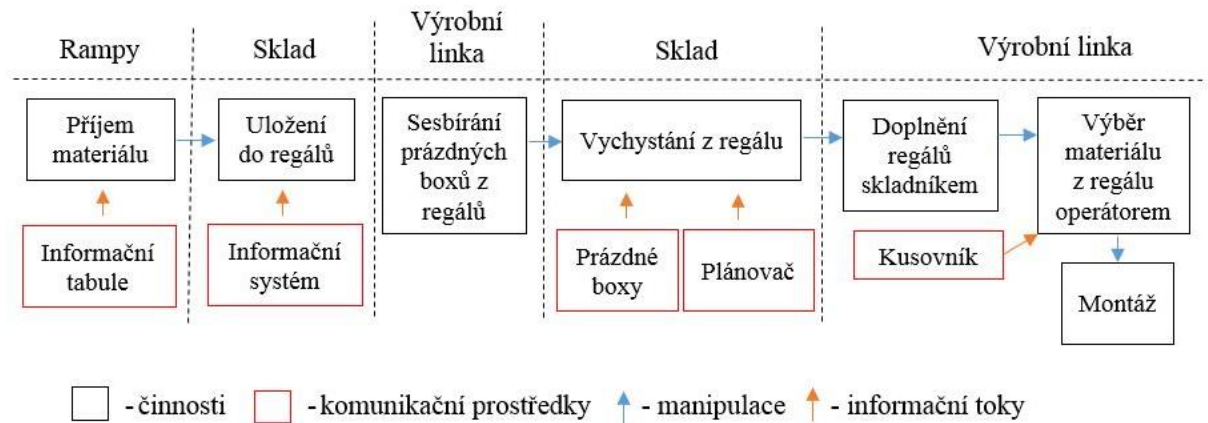 Rampy
Sklad
Výrobní
linka
Sklad
Výrobní linka
Příjem
materiálu
Uložení
do regálů
Sesbírání
prázdných
boxů z
regálů
Vychystání z regálu
Doplnění
regálů
skladníkem
Výběr
materiálu
z regálu
operátorem
Informační
tabule
Informační
systém
Prázdné
boxy
Plánovač
Kusovník
Montáž
- činnosti
- komunikační prostředky
- manipulace
- informační toky